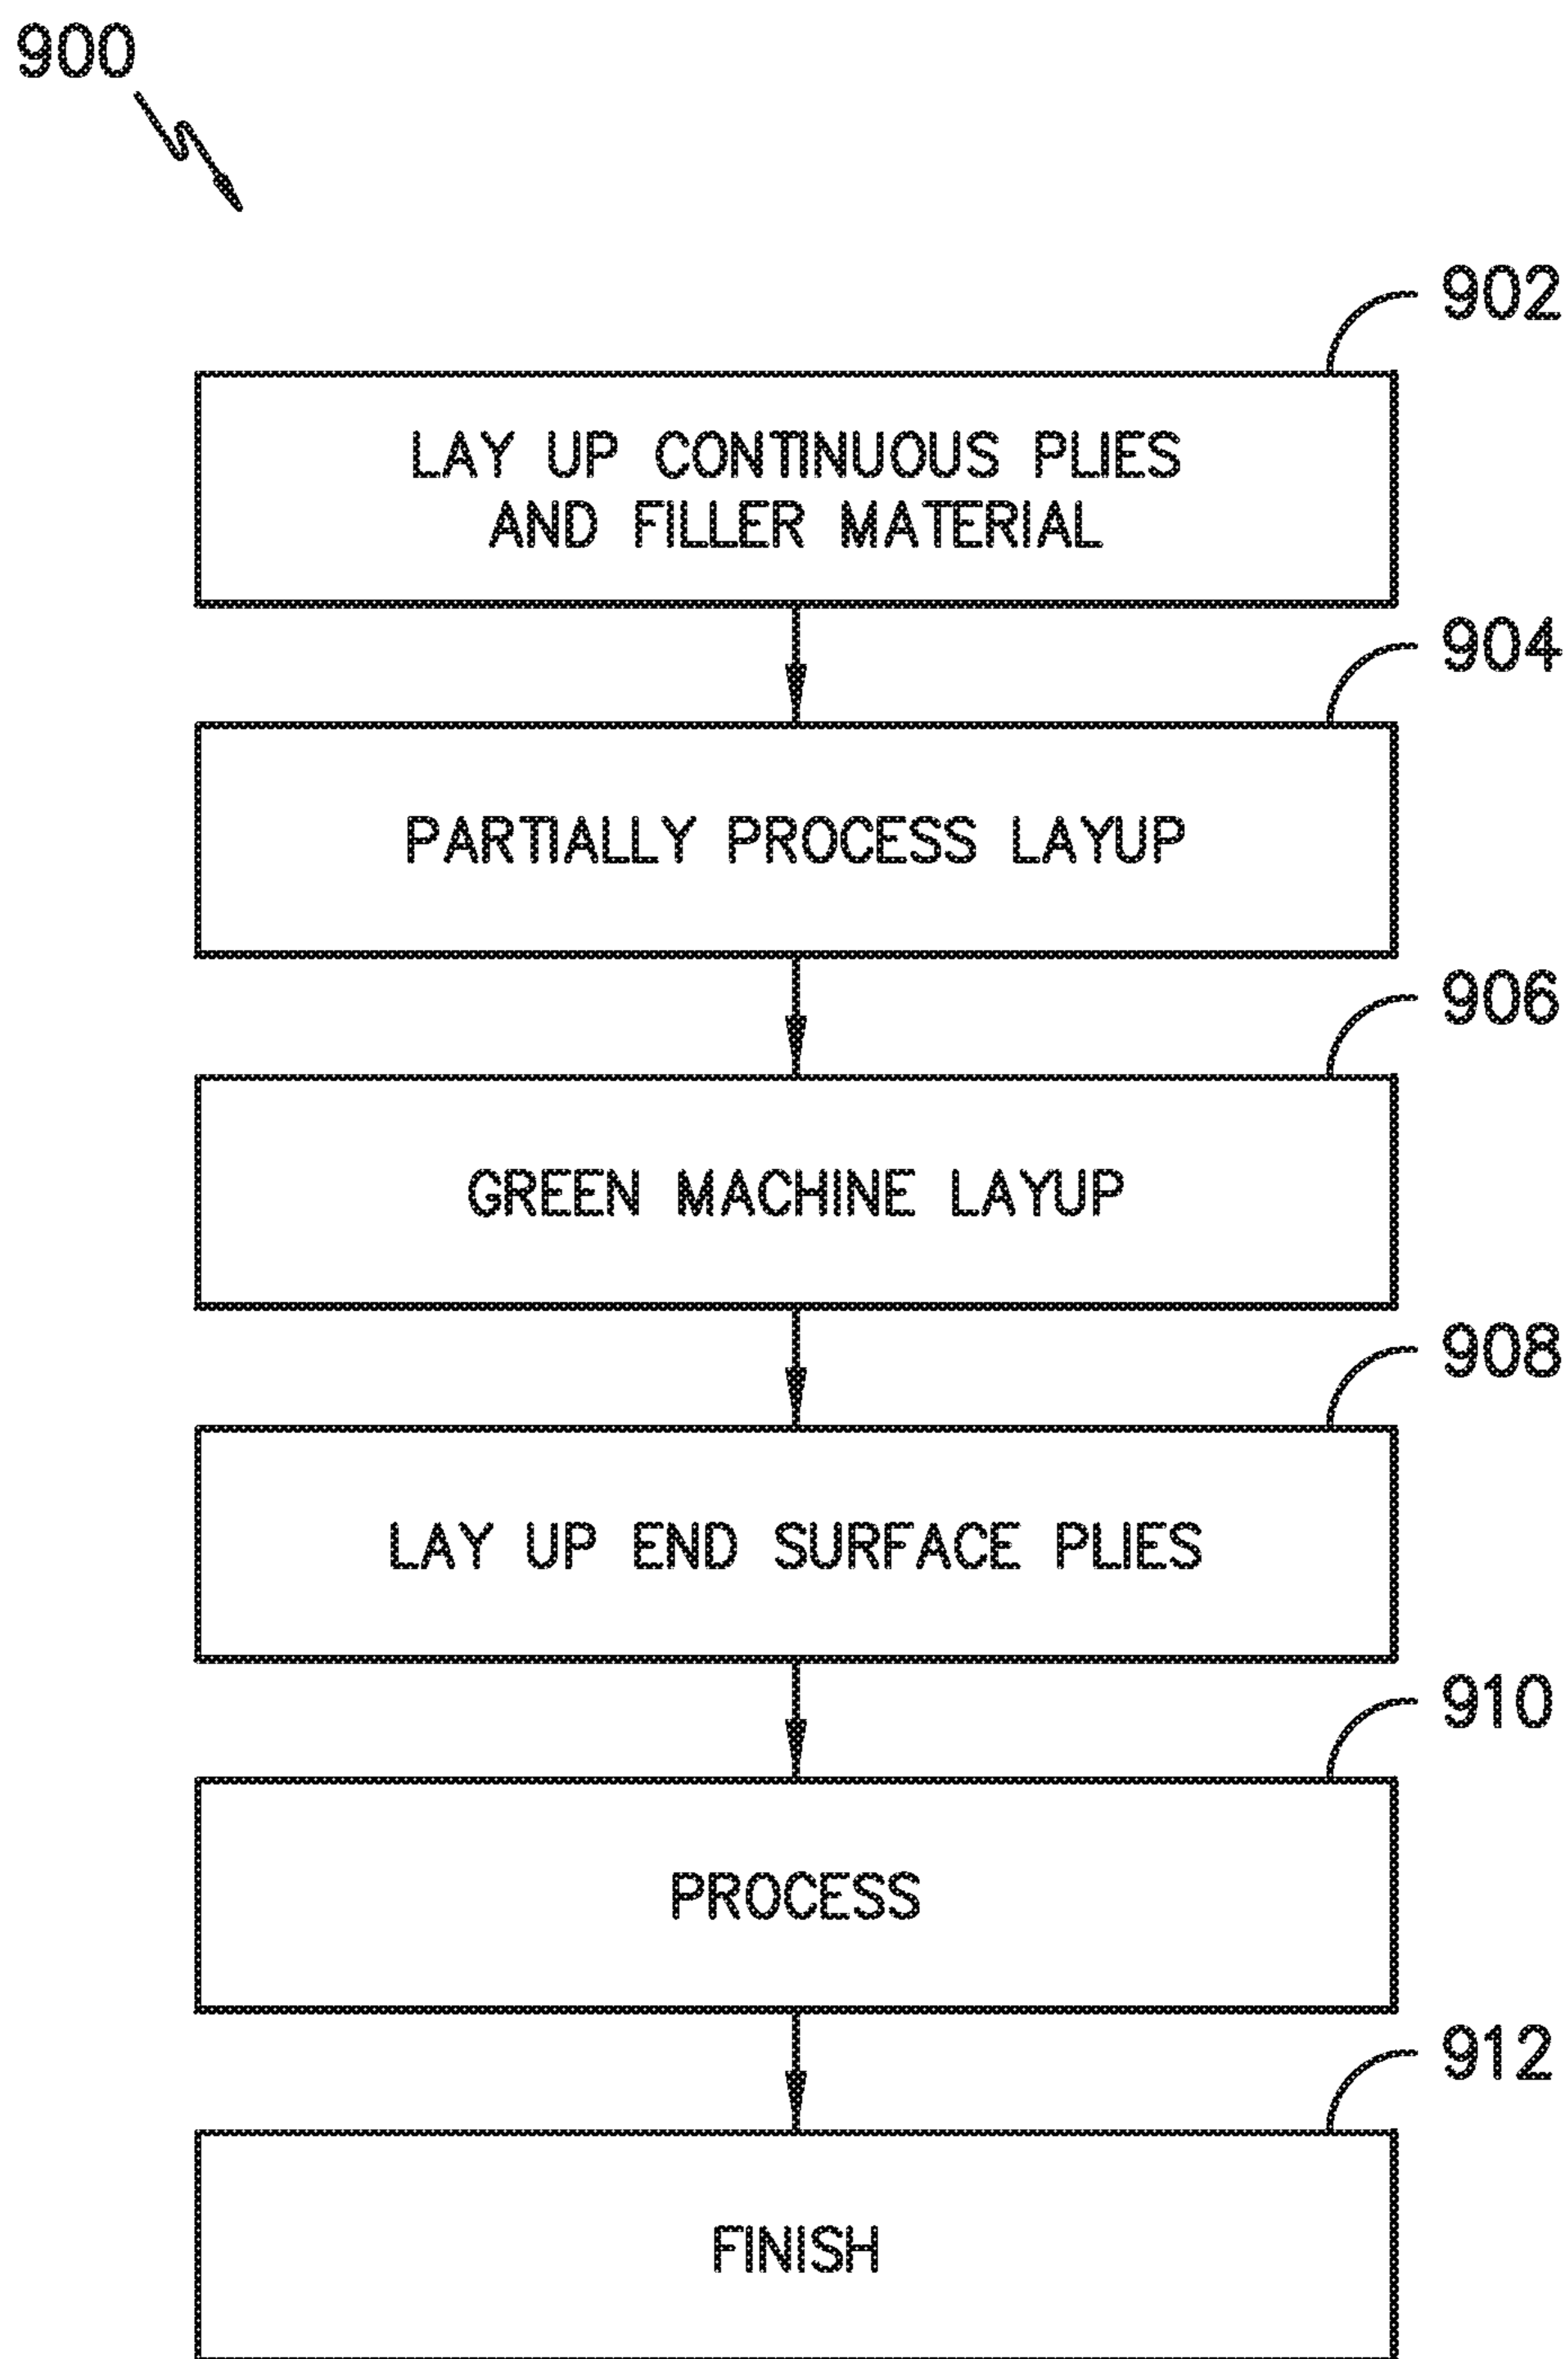 900
902
LAY UP CONTINUOUS PLIES
AND FILLER MATERIAL
904
PARTIALLY PROCESS LAYUP
906
GREEN MACHINE LAYUP
908
LAY UP END SURFACE PLIES
910
PROCESS
912
FINISH